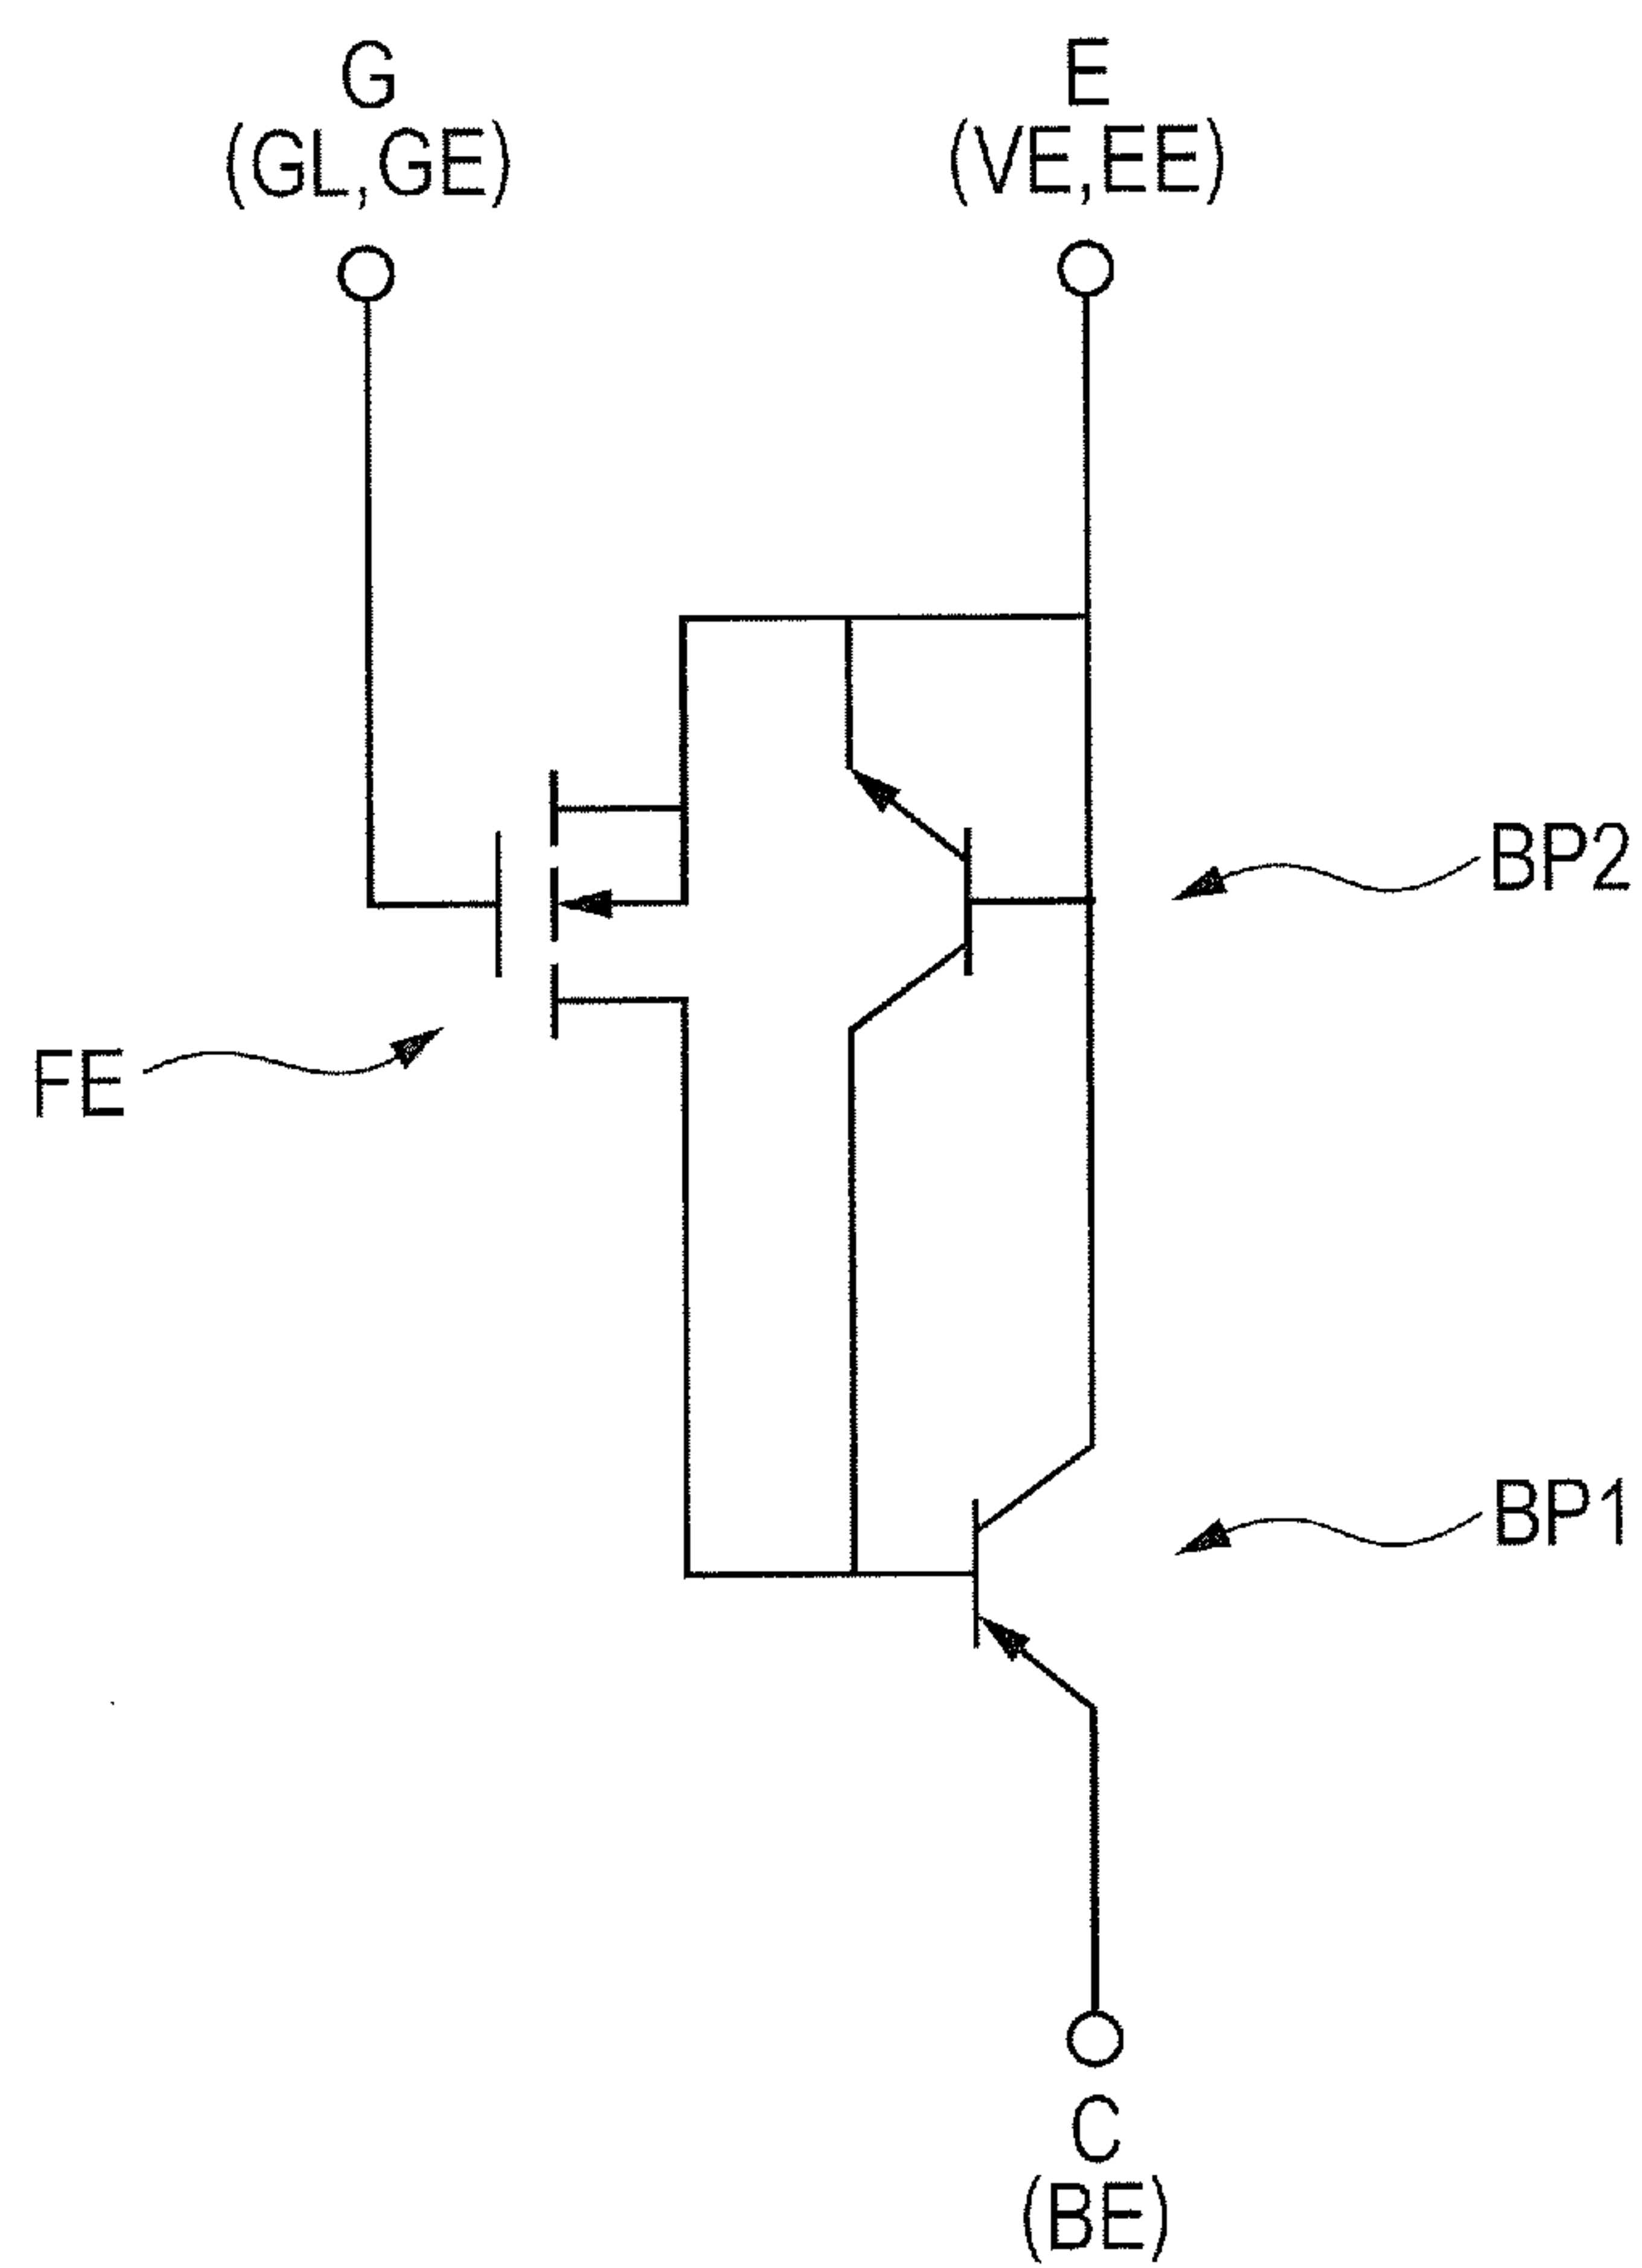 G
(GL,GE)
E
(VE,EE)
BP2
FE
BP1
C
(BE)